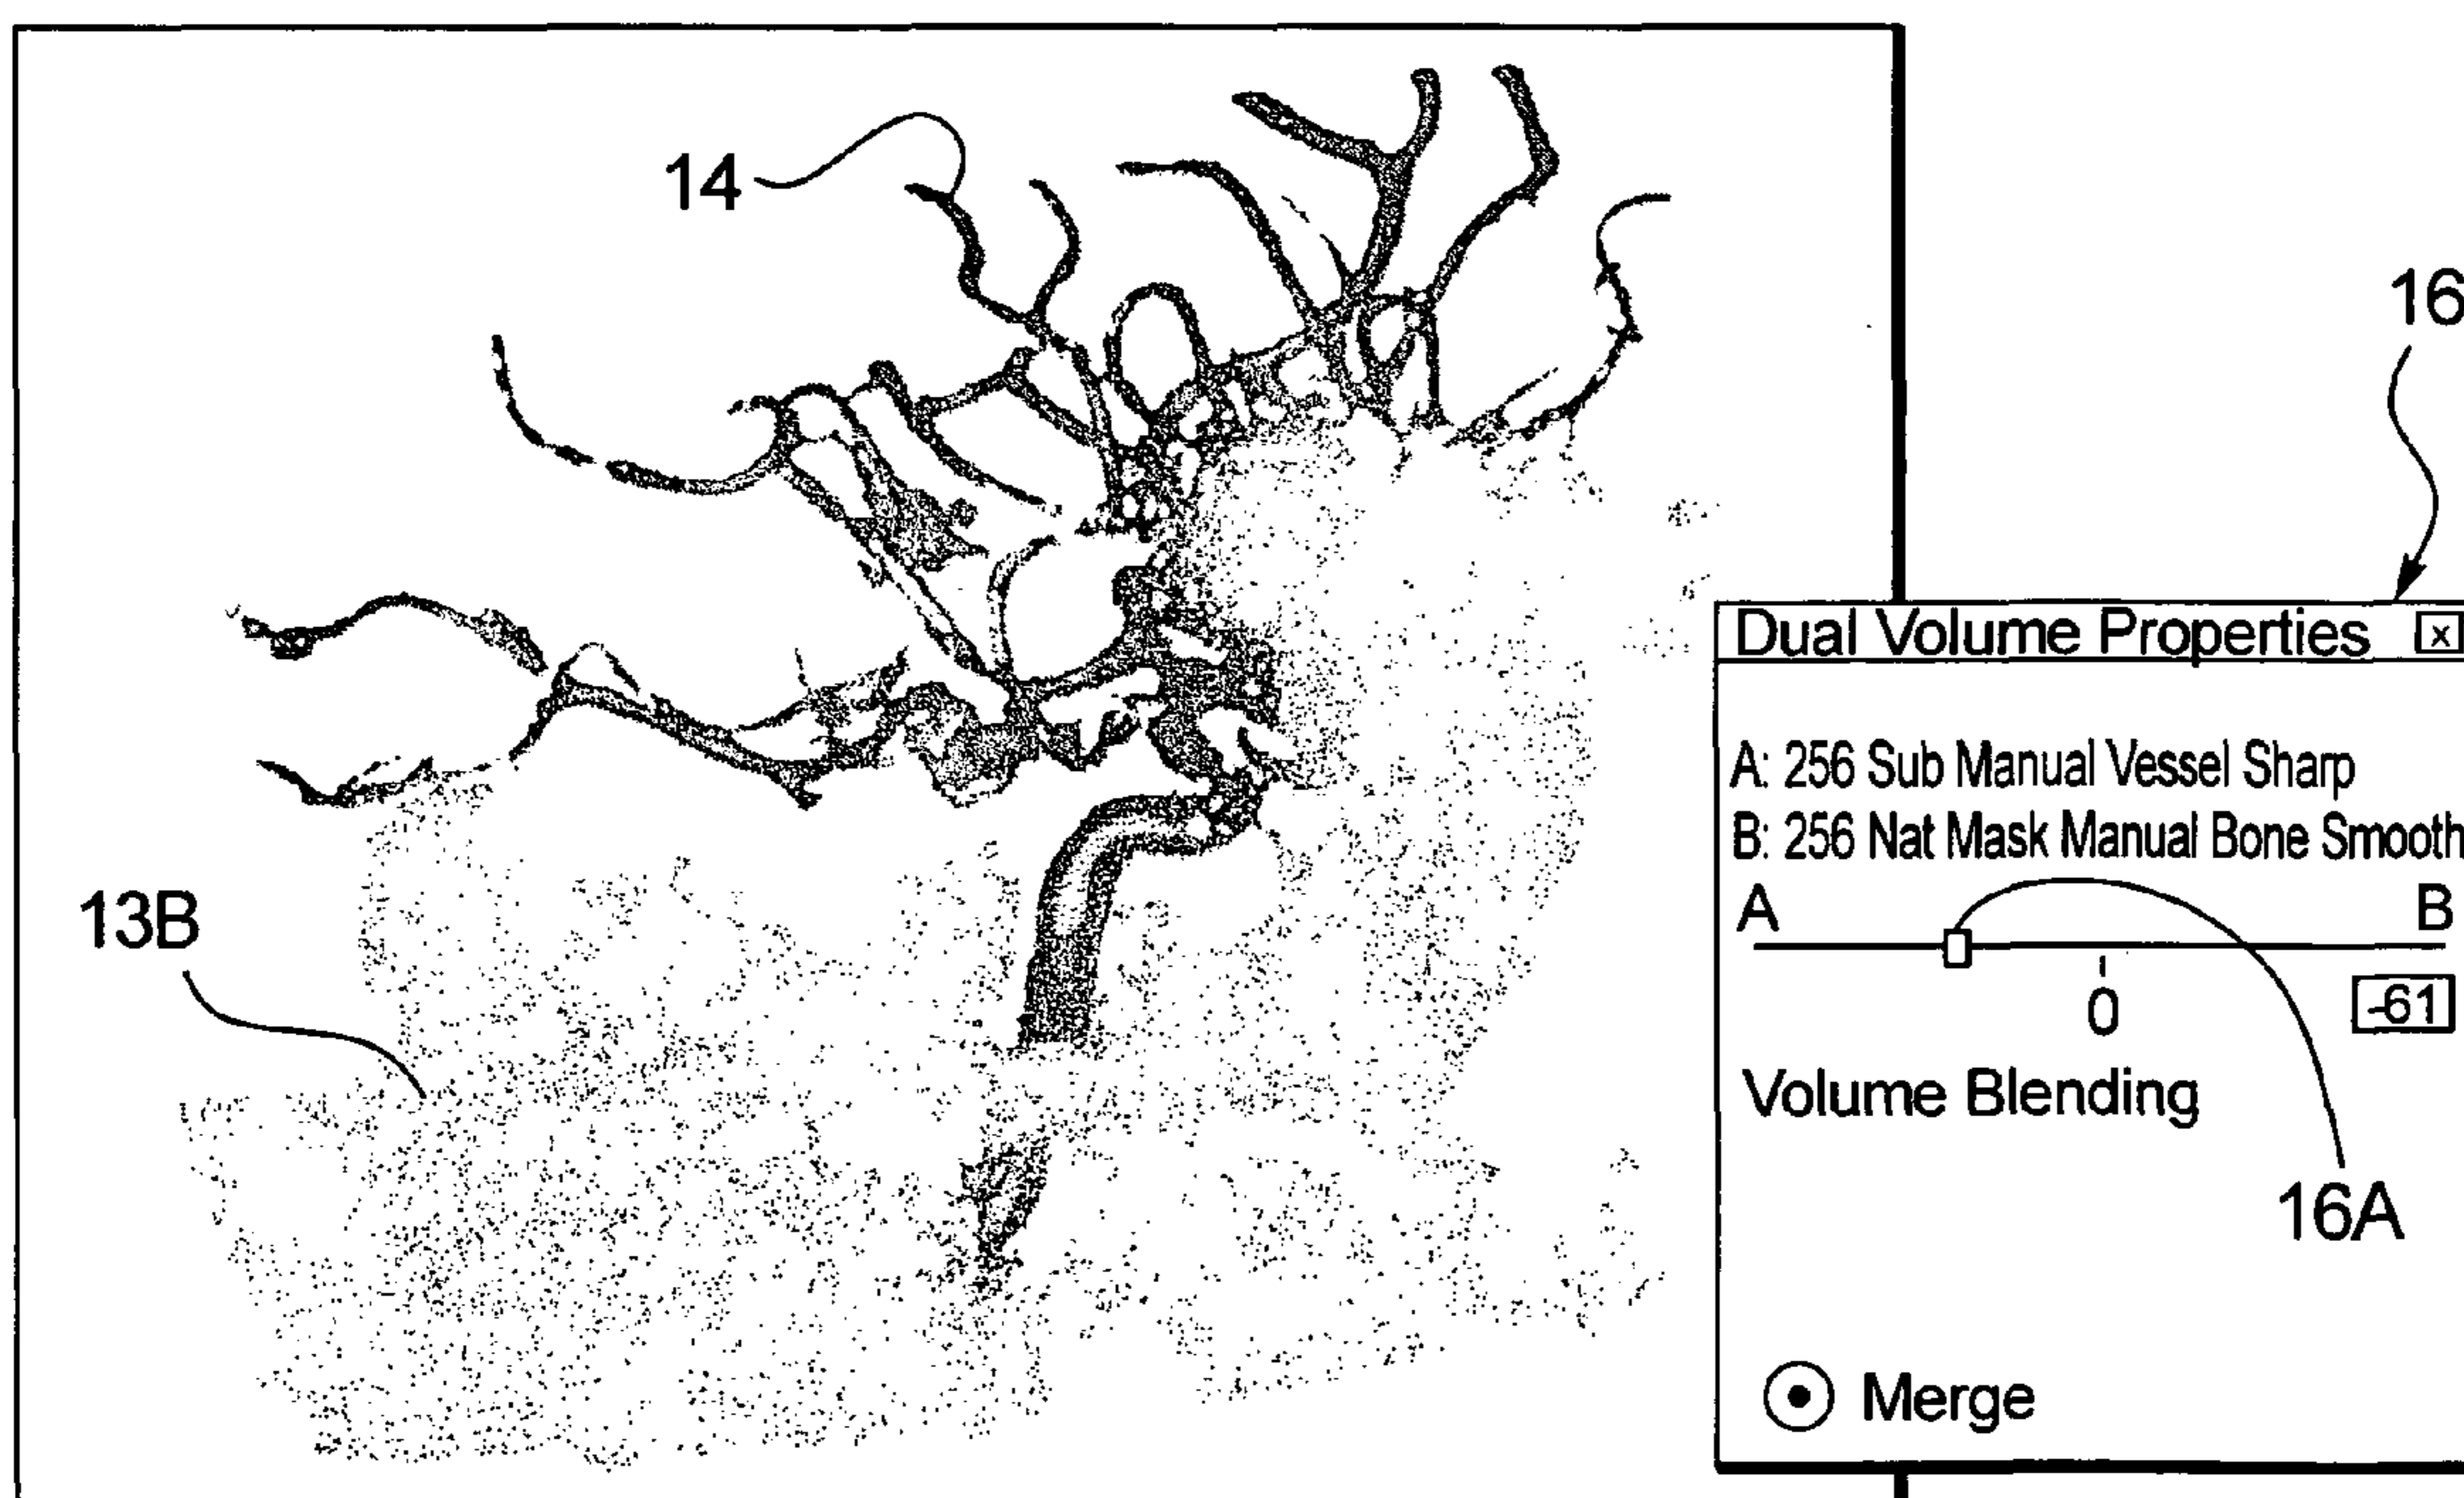 14
16
Dual Volume Properties x
A: 256 Sub Manual Vessel Sharp
B: 256 Nat Mask Manual Bone Smooth
A B
0 -61
Volume Blending
16A
Merge
13B